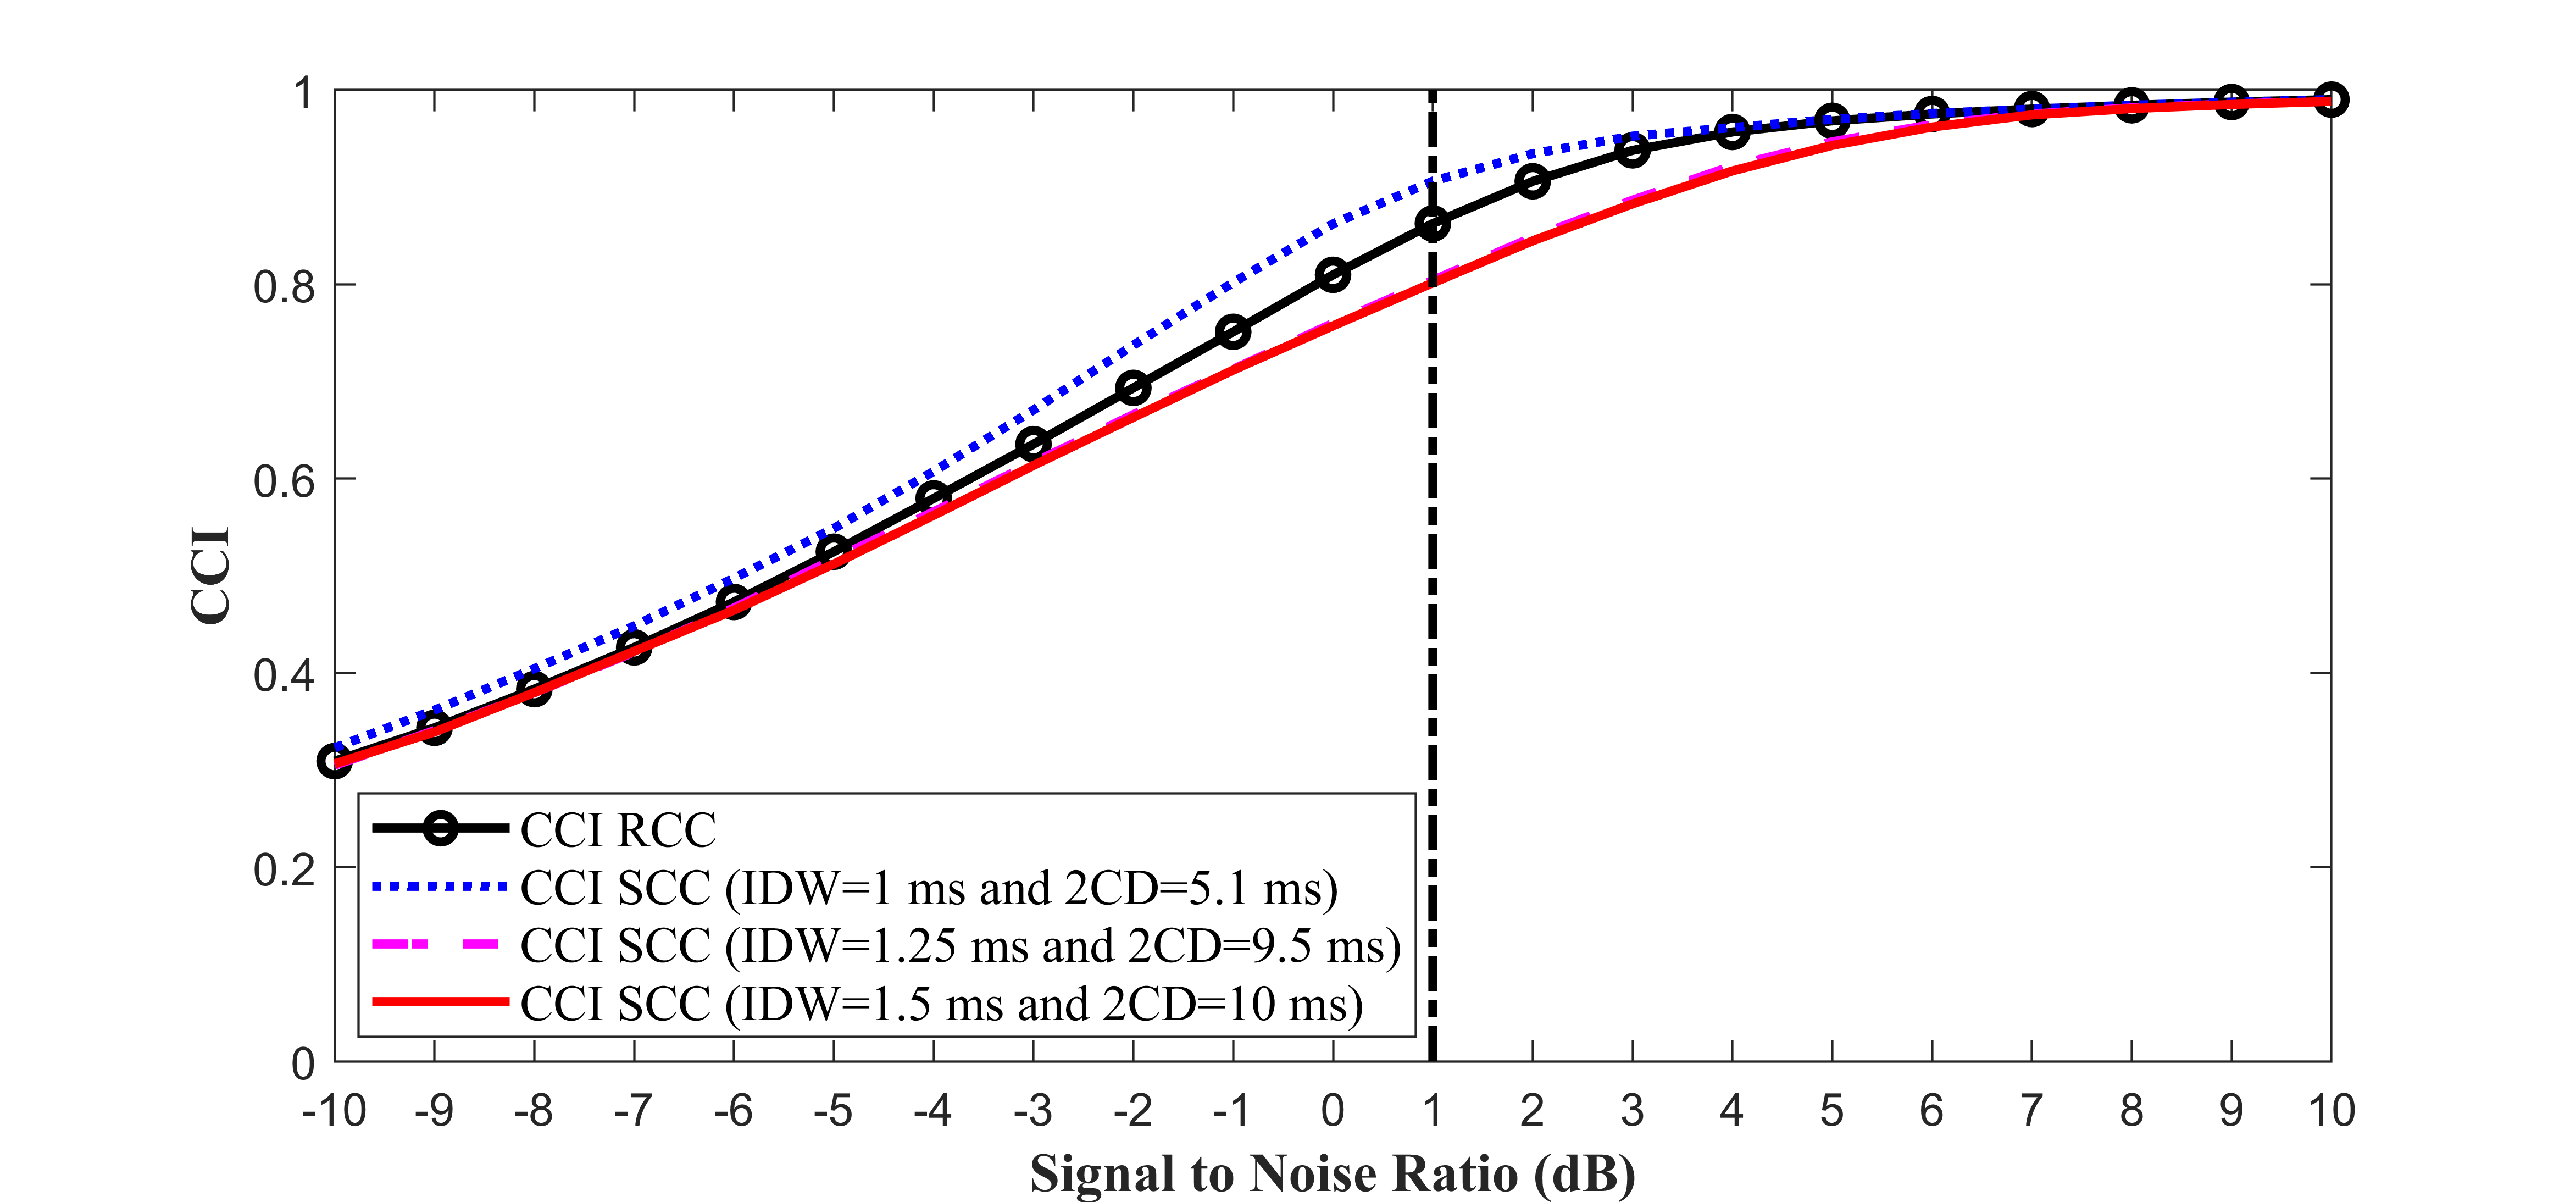 1
0.8
0.6
0.4
0.2
0
CCI
CCI RCC
CCI SCC (IDW=1 ms and 2CD=5.1 ms)
CCI SCC (IDW=1.25 ms and 2CD=9.5 ms)
CCI SCC (IDW=1.5 ms and 2CD=10 ms)
-10 -9 -8 -7 -6 -5 -4 -3 -2 -1 0 1 2 3 4 5 6 7 8 9 10
Signal to Noise Ratio (dB)